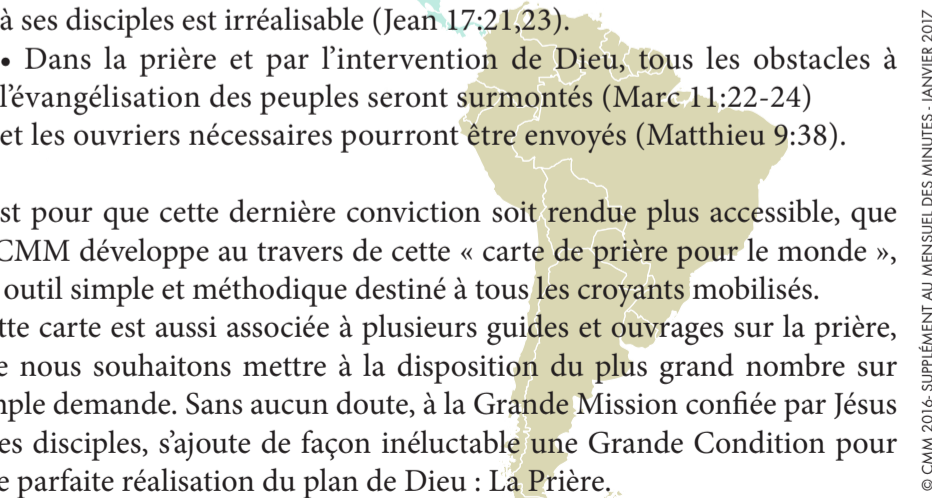 à ses disciples est irréalisable (Jean 17:21,23).
• Dans la prière et par l'intervention de Dieu, tous les obstacles à
l'évangélisation des peuples seront surmontés (Marc 11:22-24)
et les ouvriers nécessaires pourront être envoyés (Matthieu 9:38).
st pour que cette dernière conviction soit rendue plus accessible, que
CMM développe au travers de cette « carte de prière pour le monde »,
outil simple et méthodique destiné à tous les croyants mobilisés.
tte carte est aussi associée à plusieurs guides et ouvrages sur la prière,
e nous souhaitons mettre à la disposition du plus grand nombre sur
mple demande. Sans aucun doute, à la Grande Mission confiée par Jésus
es disciples, s'ajoute de façon inéluctable une Grande Condition pour
e parfaite réalisation du plan de Dieu : La Prière.
© CMM 2016- SUPPLÉMENT AU MENSUEL DES MINUTES - JANVIER 2017